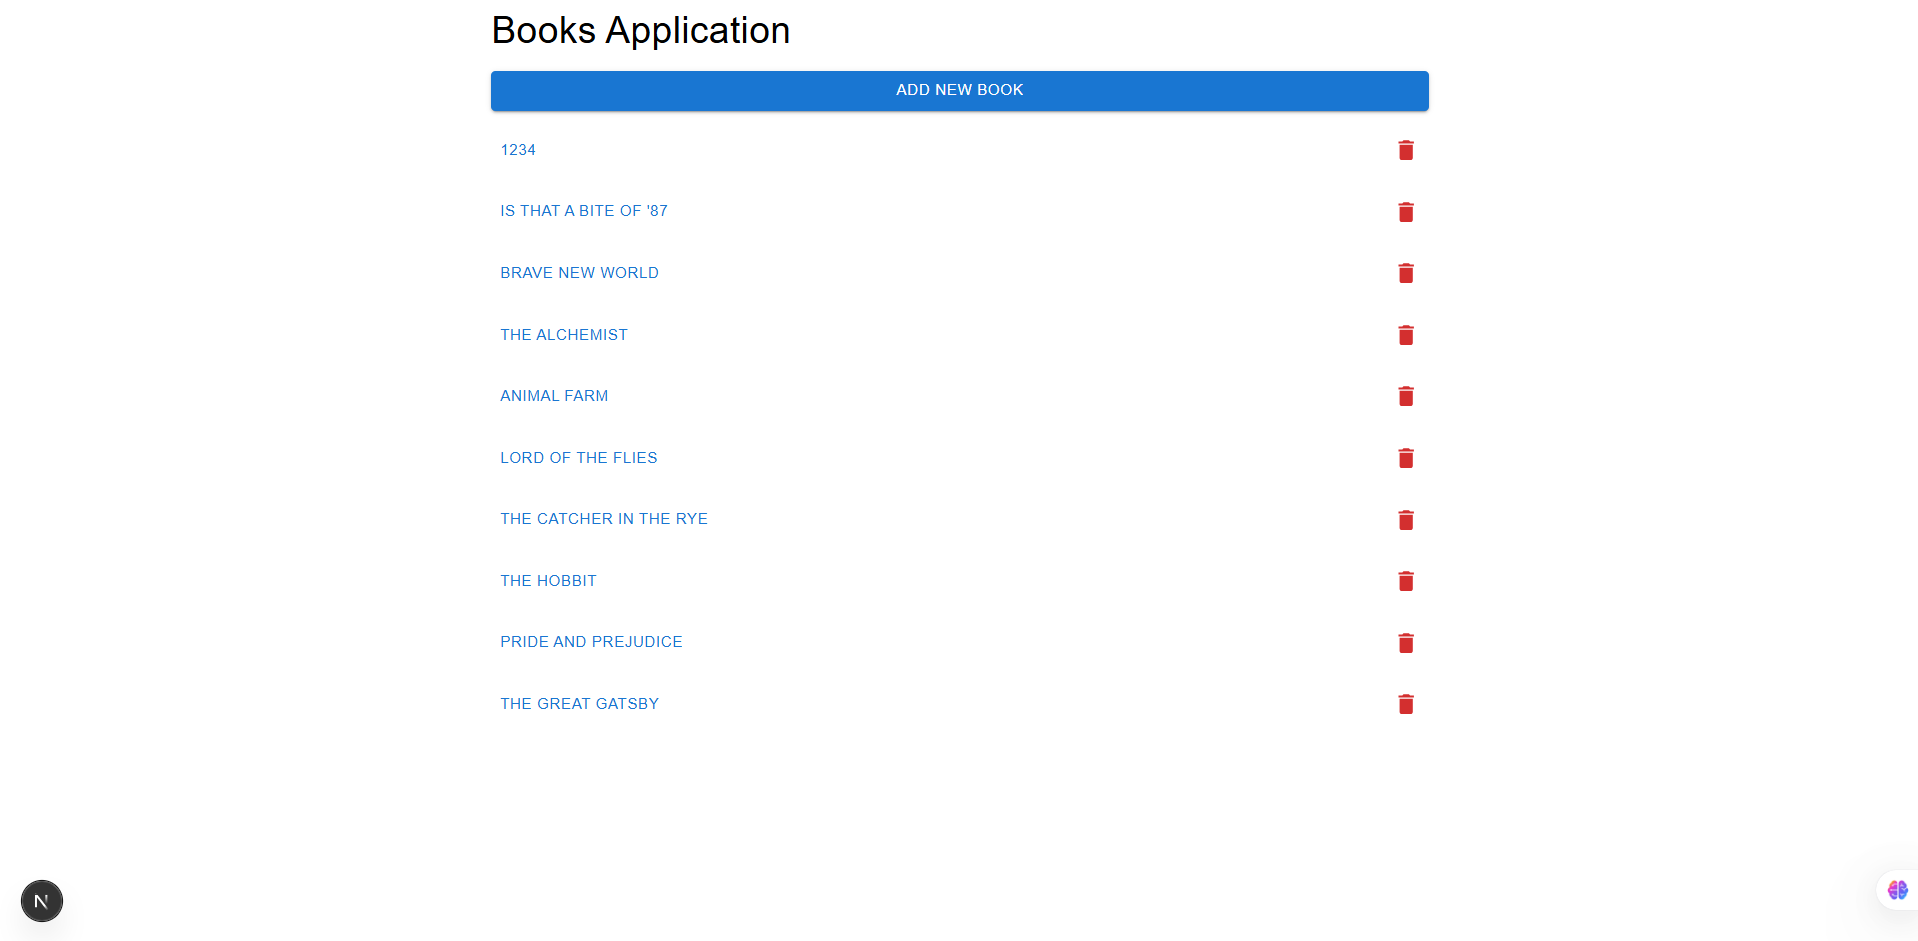 Books Application
ADD NEW BOOK
1234
IS THAT A BITE OF '87
BRAVE NEW WORLD
THE ALCHEMIST
ANIMAL FARM
LORD OF THE FLIES
THE CATCHER IN THE RYE
THE HOBBIT
PRIDE AND PREJUDICE
THE GREAT GATSBY
N